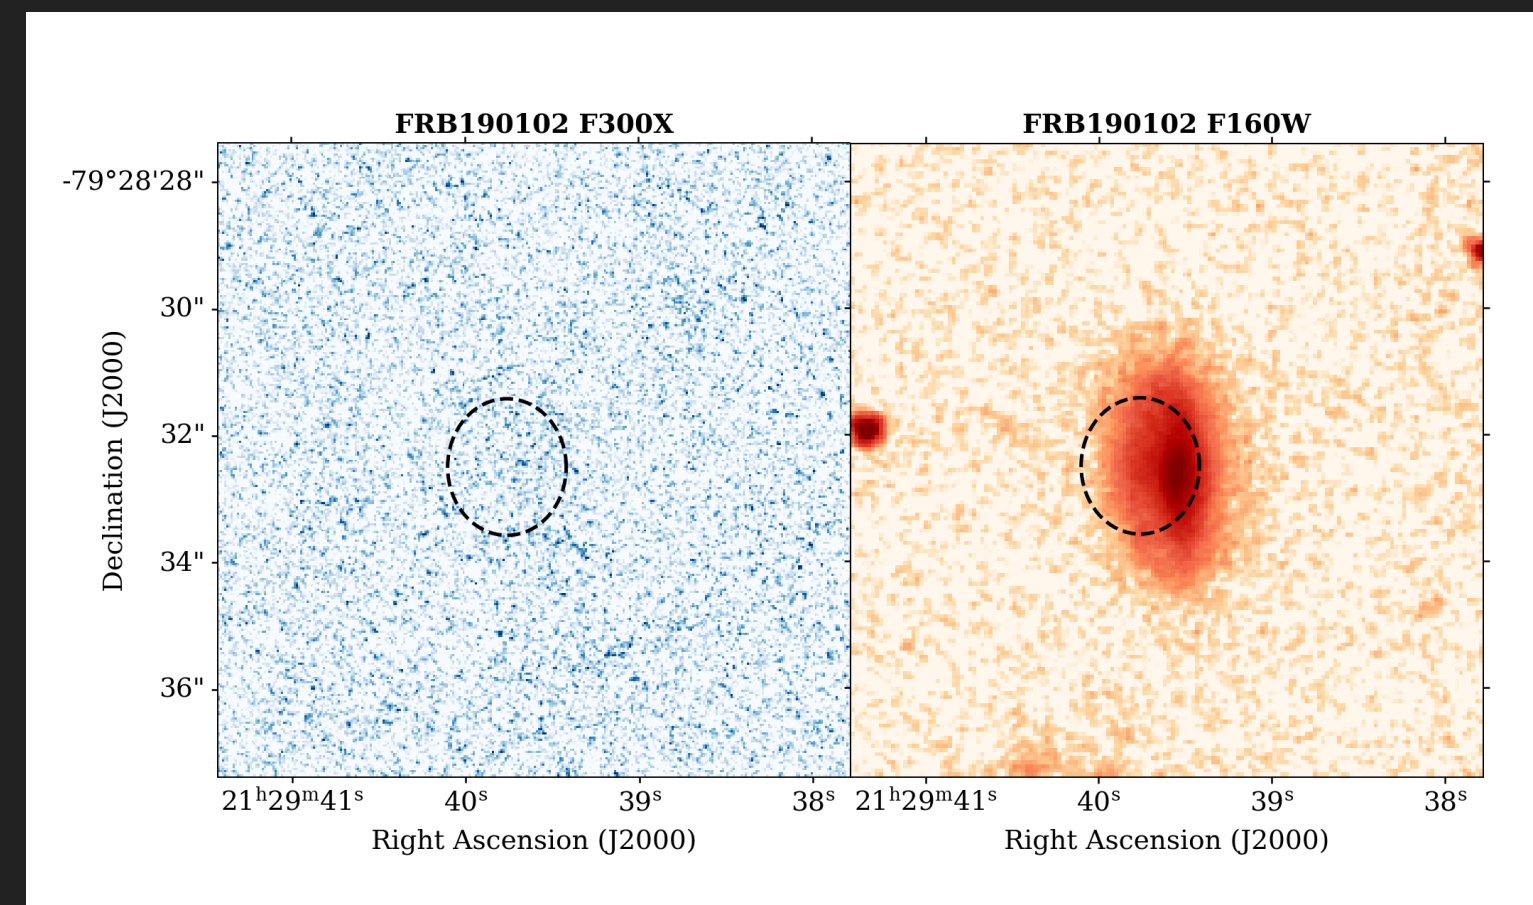 FRB190102 F300X
FRB190102 F160W
-79°28'28"
30"
32"
34"
36"
Declination (J2000)
21ʰ29ᵐ41ˢ 40ˢ 39ˢ 38ˢ
21ʰ29ᵐ41ˢ 40ˢ 39ˢ 38ˢ
Right Ascension (J2000)
Right Ascension (J2000)